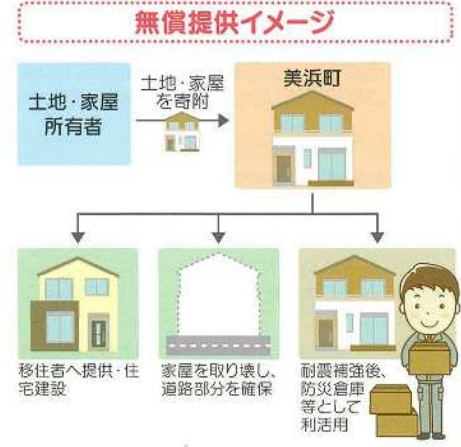 無償提供イメージ
土地・家屋
所有者
土地・家屋
を寄附
美浜町
移住者へ提供・住
宅建設
家屋を取り壊し、
道路部分を確保
耐震補強後、
防災倉庫
等として
利活用